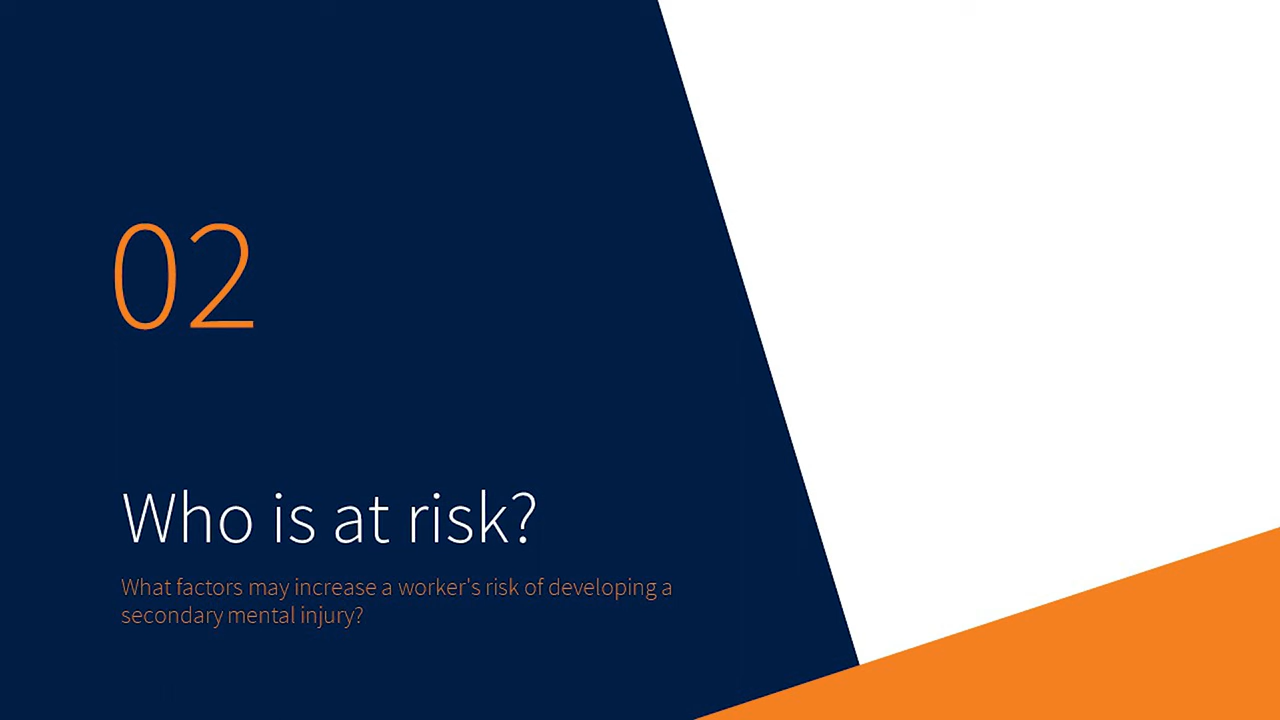 02
Who is at risk?
What factors may increase a worker's risk of developing a
secondary mental injury?